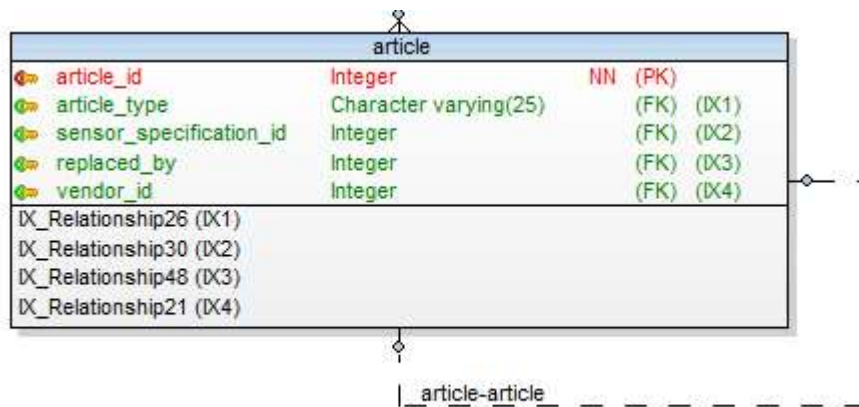 article
article_id Integer NN (PK)
article_type Character varying(25) (FK) (IX1)
sensor_specification_id Integer (FK) (IX2)
replaced_by Integer (FK) (IX3)
vendor_id Integer (FK) (IX4)
IX_Relationship26 (IX1)
IX_Relationship30 (IX2)
IX_Relationship48 (IX3)
IX_Relationship21 (IX4)
article-article